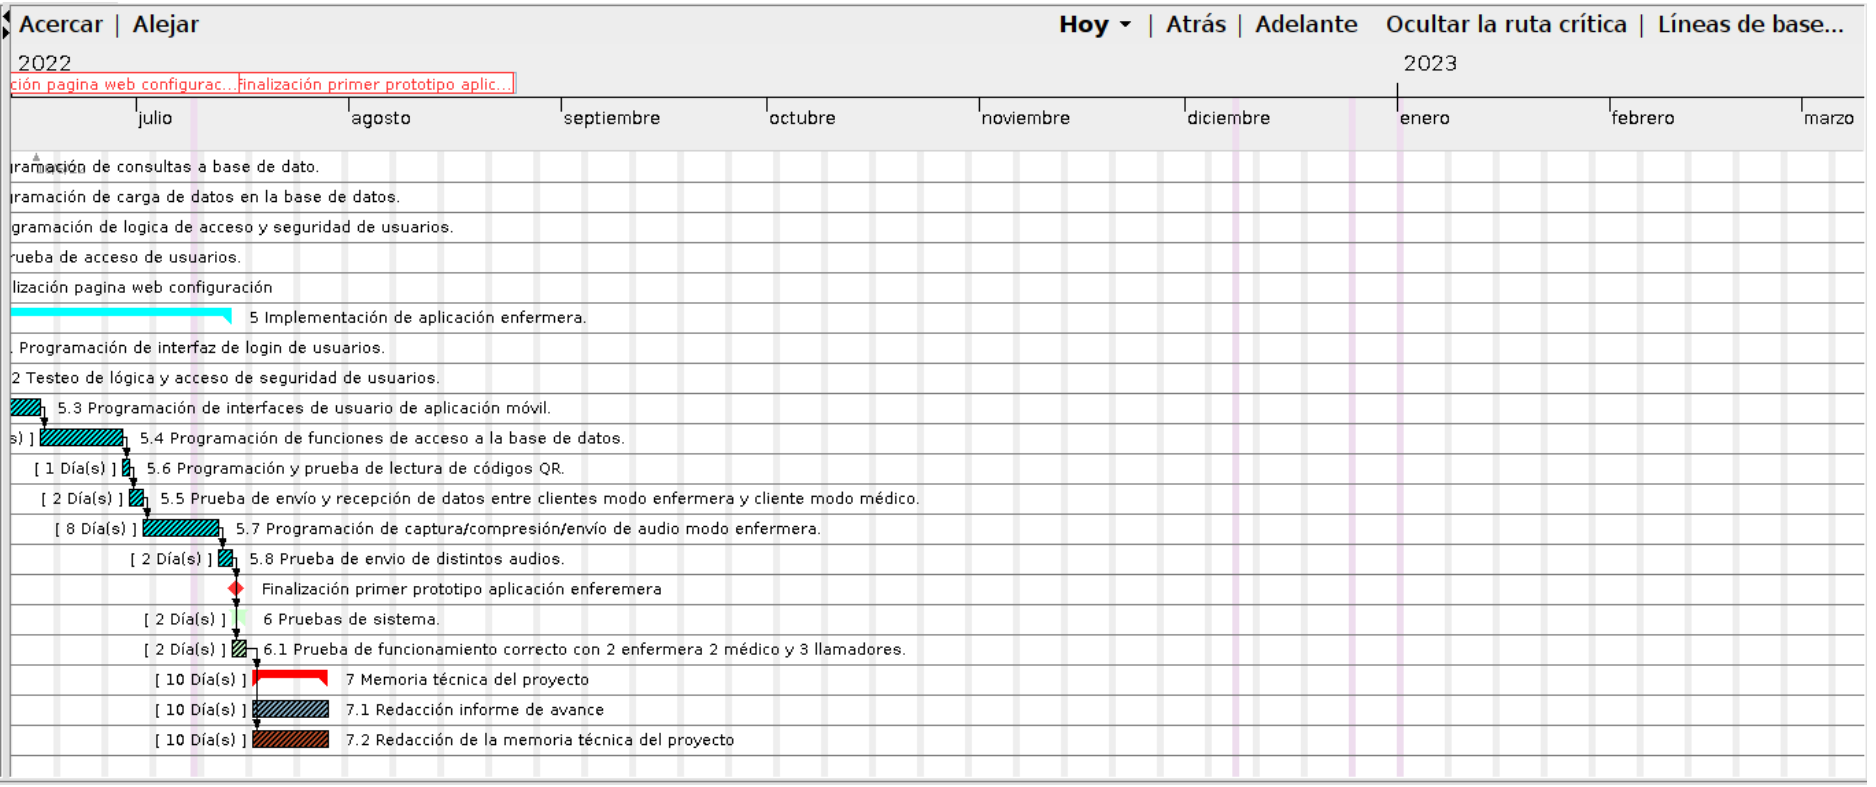 Acercar | Alejar
Hoy | Atrás | Adelante Ocultar la ruta crítica | Líneas de base...
2022 2023
ción pagina web configurac... Finalización primer prototipo aplic...
julio agosto septiembre octubre noviembre diciembre enero febrero marzo
gramación de consultas a base de dato.
gramación de carga de datos en la base de datos.
gramación de logica de acceso y seguridad de usuarios.
rueba de acceso de usuarios.
lización pagina web configuración
5 Implementación de aplicación enfermera.
. Programación de interfaz de login de usuarios.
2 Testeo de lógica y acceso de seguridad de usuarios.
5.3 Programación de interfaces de usuario de aplicación móvil.
s) ] 5.4 Programación de funciones de acceso a la base de datos.
[ 1 Día(s) ] 5.6 Programación y prueba de lectura de códigos QR.
[ 2 Día(s) ] 5.5 Prueba de envío y recepción de datos entre clientes modo enfermera y cliente modo médico.
[ 8 Día(s) ] 5.7 Programación de captura/compresión/envío de audio modo enfermera.
[ 2 Día(s) ] 5.8 Prueba de envio de distintos audios.
Finalización primer prototipo aplicación enferemera
[ 2 Día(s) ] 6 Pruebas de sistema.
[ 2 Día(s) ] 6.1 Prueba de funcionamiento correcto con 2 enfermera 2 médico y 3 llamadores.
[ 10 Día(s) ] 7 Memoria técnica del proyecto
[ 10 Día(s) ] 7.1 Redacción informe de avance
[ 10 Día(s) ] 7.2 Redacción de la memoria técnica del proyecto